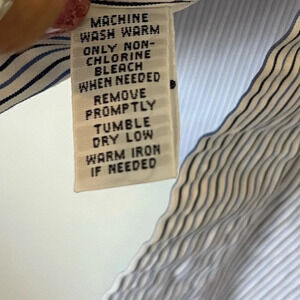 MACHINE
WASH WARM
ONLY NON-
CHLORINE
BLEACH
WHEN NEEDED
REMOVE
PROMPTLY
TUMBLE
DRY LOW
WARM IRON
IF NEEDED